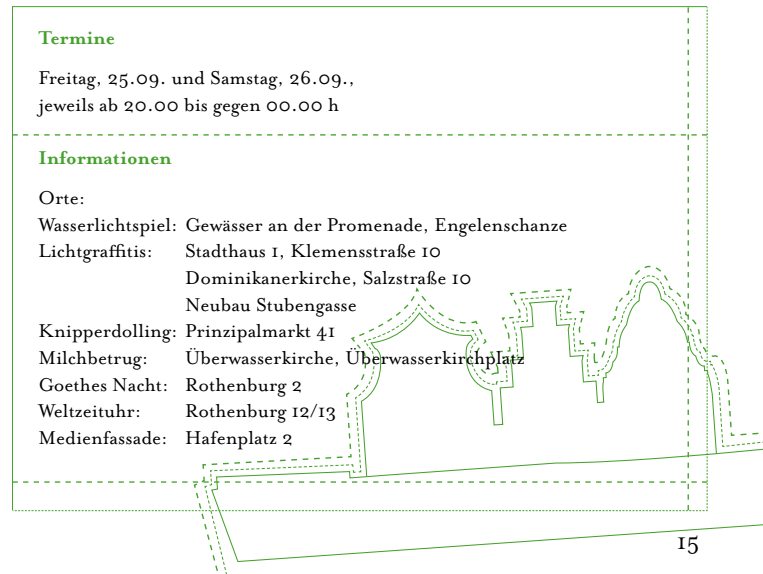 Termine
Freitag, 25.09. und Samstag, 26.09.,
jeweils ab 20.00 bis gegen 00.00 h
Informationen
Orte:
Wasserlichtspiel: Gewässer an der Promenade, Engelenschanze
Lichtgraffitis: Stadthaus 1, Klemensstraße 10
Dominikanerkirche, Salzstraße 10
Neubau Stubengasse
Knipperdolling: Prinzipalmarkt 41
Milchbetrug: Überwasserkirche, Überwasserkirchplatz
Goethes Nacht: Rothenburg 2
Weltzeituhr: Rothenburg 12/13
Medienfassade: Hafenplatz 2
15